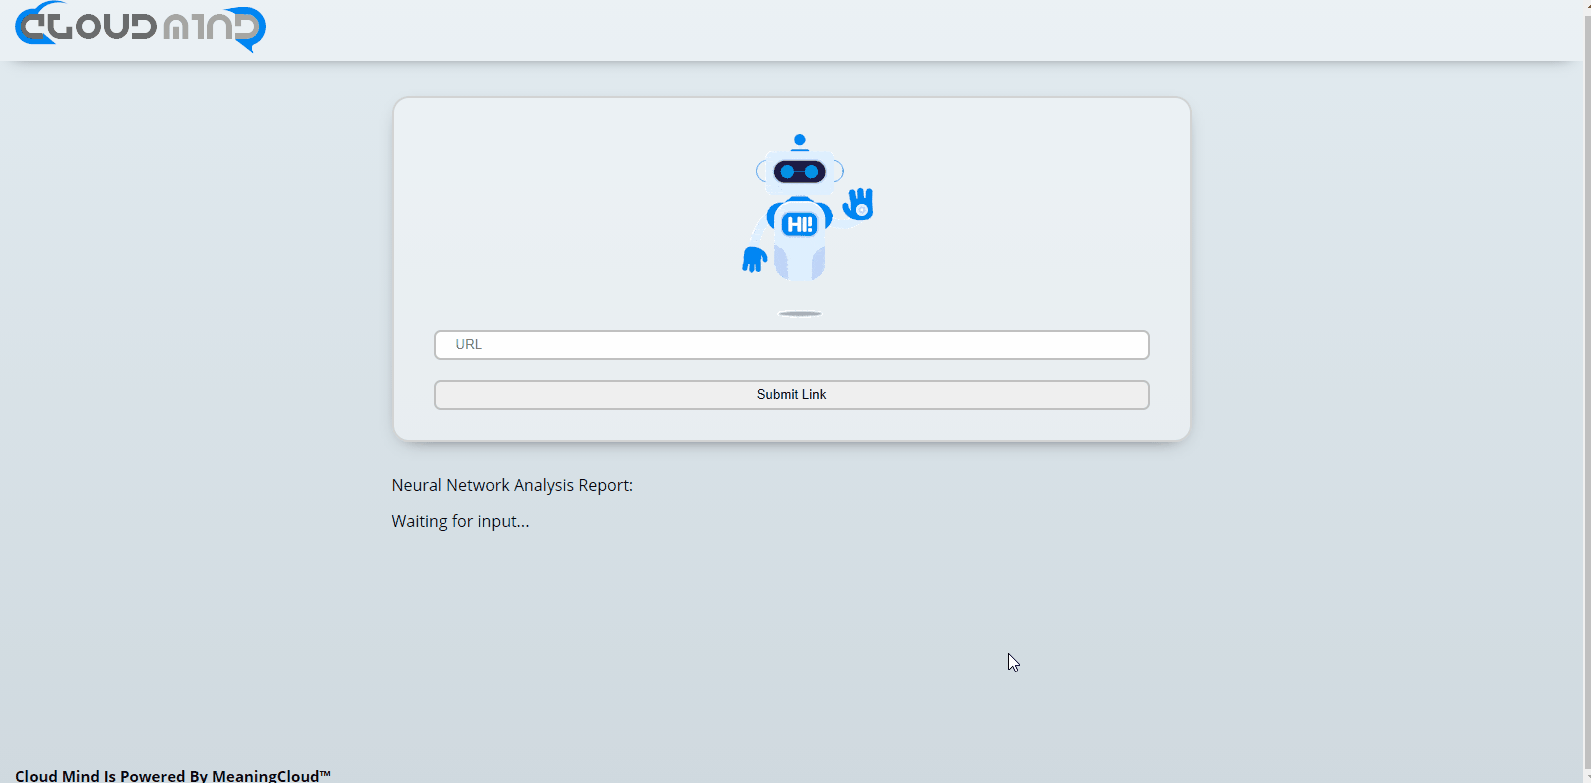 CLOUD MIND
HI!
URL
Submit Link
Neural Network Analysis Report:
Waiting for input...
Cloud Mind Is Powered By MeaningCloud™